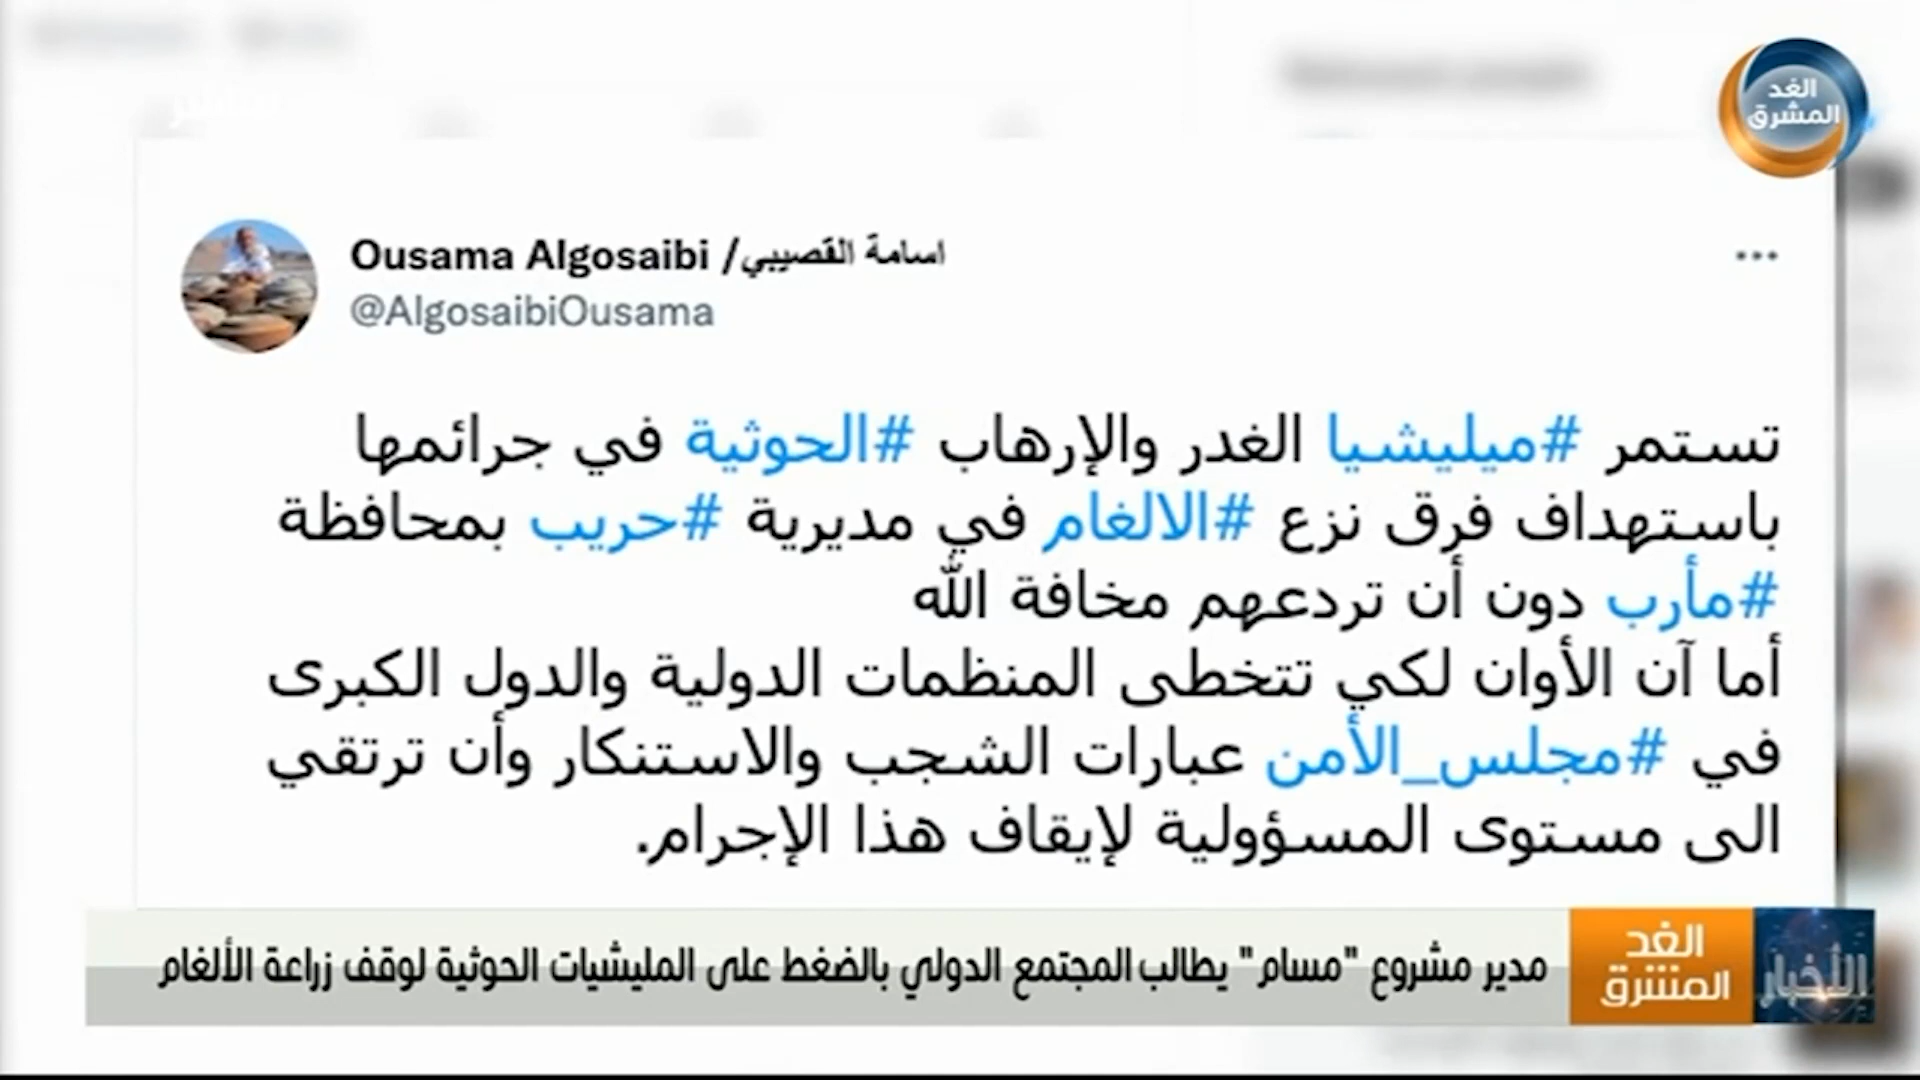 الغد
المشرق
Ousama Algosaibi /اسامة القصيبي
@AlgosaibiOusama
تستمر #ميليشيا الغدر والإرهاب #الحوثية في جرائمها
باستهداف فرق نزع #الالغام في مديرية #حريب بمحافظة
#مأرب دون أن تردعهم مخافة الله
أما آن الأوان لكي تتخطى المنظمات الدولية والدول الكبرى
في #مجلس_الأمن عبارات الشجب والاستنكار وأن ترتقي
الى مستوى المسؤولية لإيقاف هذا الإجرام.
مدير مشروع "مسام" يطالب المجتمع الدولي بالضغط على المليشيات الحوثية لوقف زراعة الألغام
الغد
المشرق
الأخبار